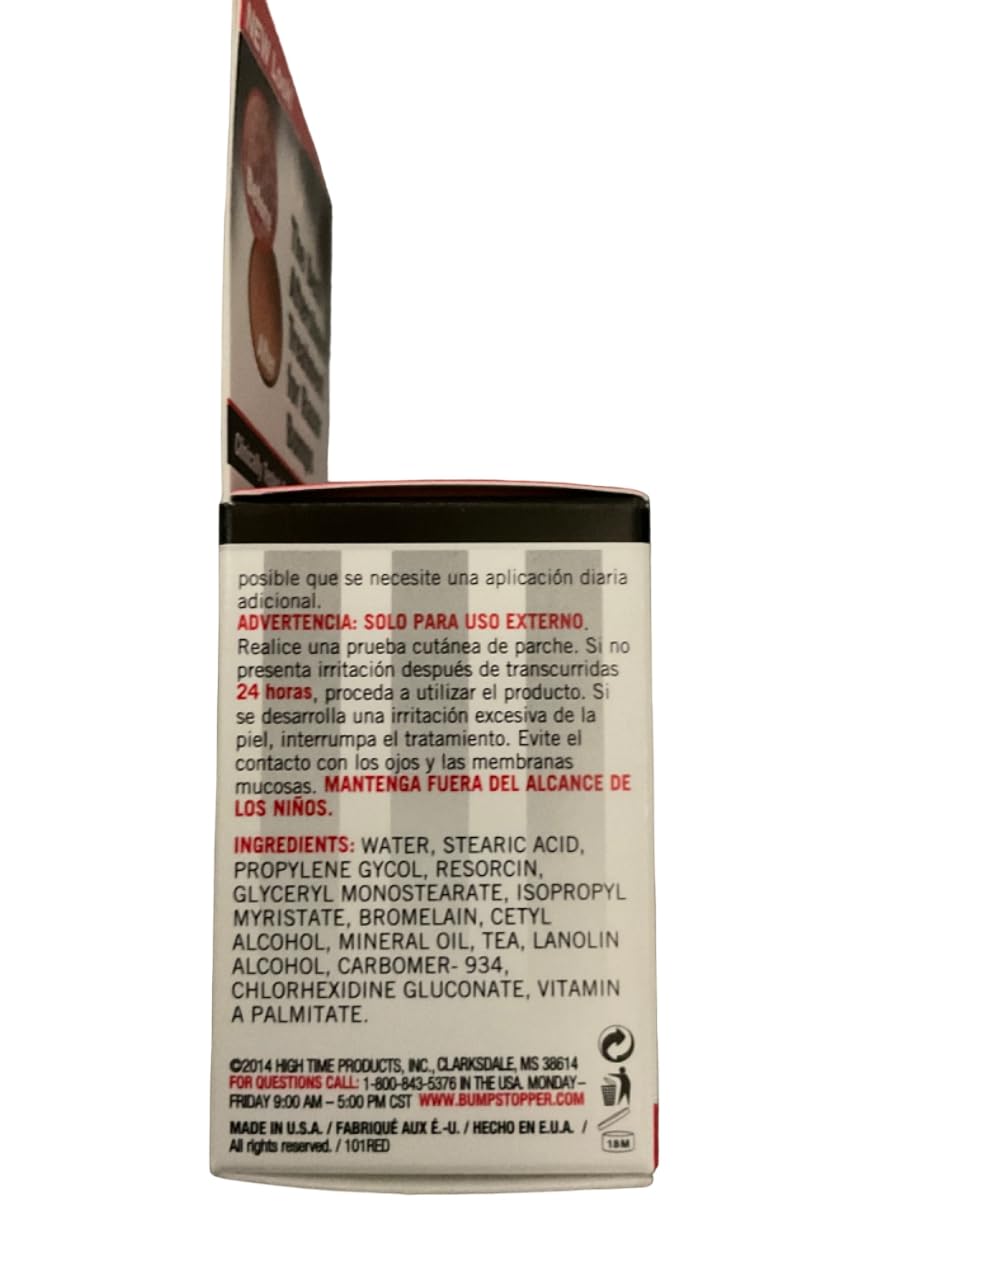 NEW
posible que se necesite una aplicación diaria
adicional.
ADVERTENCIA: SOLO PARA USO EXTERNO.
Realice una prueba cutánea de parche. Si no
presenta irritación después de transcurridas
24 horas, proceda a utilizar el producto. Si
se desarrolla una irritación excesiva de la
piel, interrumpa el tratamiento. Evite el
contacto con los ojos y las membranas
mucosas. MANTENGA FUERA DEL ALCANCE DE
LOS NIÑOS.
INGREDIENTS: WATER, STEARIC ACID,
PROPYLENE GYCOL, RESORCIN,
GLYCERYL MONOSTEARATE, ISOPROPYL
MYRISTATE, BROMELAIN, CETYL
ALCOHOL, MINERAL OIL, TEA, LANOLIN
ALCOHOL, CARBOMER- 934,
CHLORHEXIDINE GLUCONATE, VITAMIN
A PALMITATE.
©2014 HIGH TIME PRODUCTS, INC., CLARKSDALE, MS 38614
FOR QUESTIONS CALL: 1-800-843-5376 IN THE USA. MONDAY–
FRIDAY 9:00 AM – 5:00 PM CST WWW.BUMPSTOPPER.COM
MADE IN U.S.A. / FABRIQUÉ AUX É.-U. / HECHO EN E.U.A. /
All rights reserved. / 101RED
18M